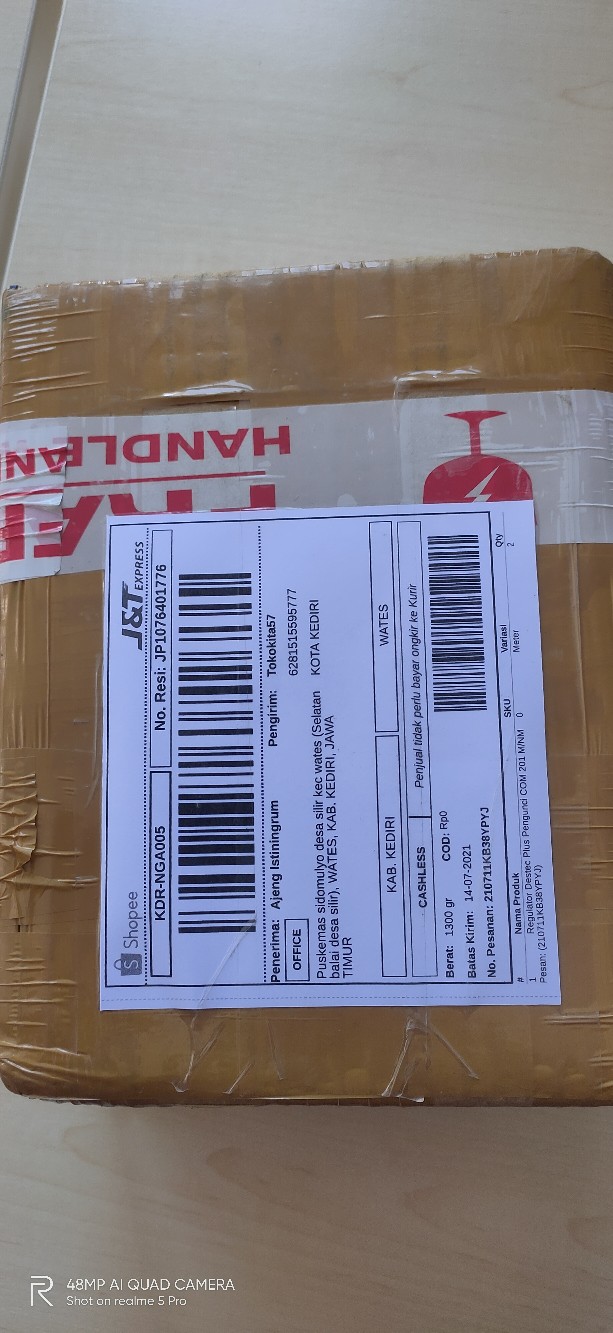 HANDLE
FRA
Shopee
J&T EXPRESS
KDR-NGA005
No. Resi: JP1076401776
Penerima: Ajeng Istiningrum
Pengirim: Tokokita57
6281515595777
OFFICE
KOTA KEDIRI
Puskemas sidomulyo desa silir kec wates (Selatan
balai desa silir), WATES, KAB. KEDIRI, JAWA
TIMUR
KAB. KEDIRI
WATES
CASHLESS
Penjual tidak perlu bayar ongkir ke Kurir
Berat: 1300 gr
COD: Rp0
Batas Kirim: 14-07-2021
No. Pesanan: 210711KB38YPYJ
# Nama Produk SKU Variasi Qty
1 Regulator Destec Plus Pengunci COM 201 M/NM 0 Meter 2
Pesan: (210711KB38YPYJ)
48MP AI QUAD CAMERA
Shot on realme 5 Pro